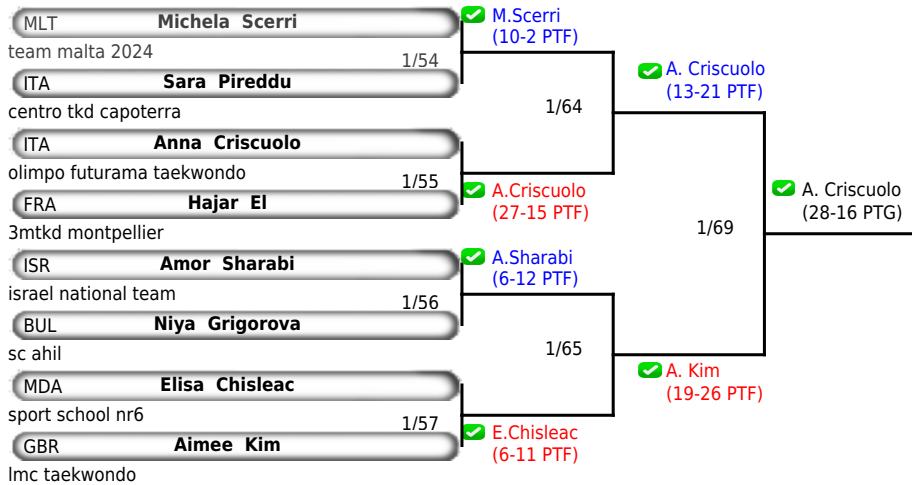 MLT Michela Scerri
team malta 2024
1/54
ITA Sara Pireddu
centro tkd capoterra
ITA Anna Criscuolo
olimpo futurama taekwondo
1/55
FRA Hajar El
3mtkd montpellier
ISR Amor Sharabi
israel national team
1/56
BUL Niya Grigorova
sc ahil
MDA Elisa Chisleac
sport school nr6
1/57
GBR Aimee Kim
lmc taekwondo
M.Scerri
(10-2 PTF)
1/64
A.Criscuolo
(27-15 PTF)
A.Sharabi
(6-12 PTF)
1/65
E.Chisleac
(6-11 PTF)
A. Criscuolo
(13-21 PTF)
1/69
A. Kim
(19-26 PTF)
A. Criscuolo
(28-16 PTG)